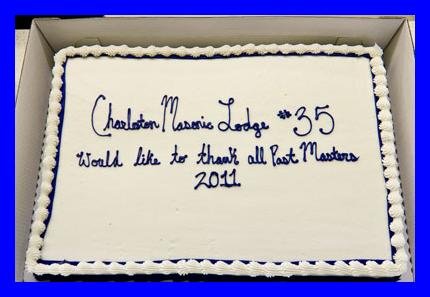 Charleston Masonic Lodge #35
Would like to thank all Past Masters
2011